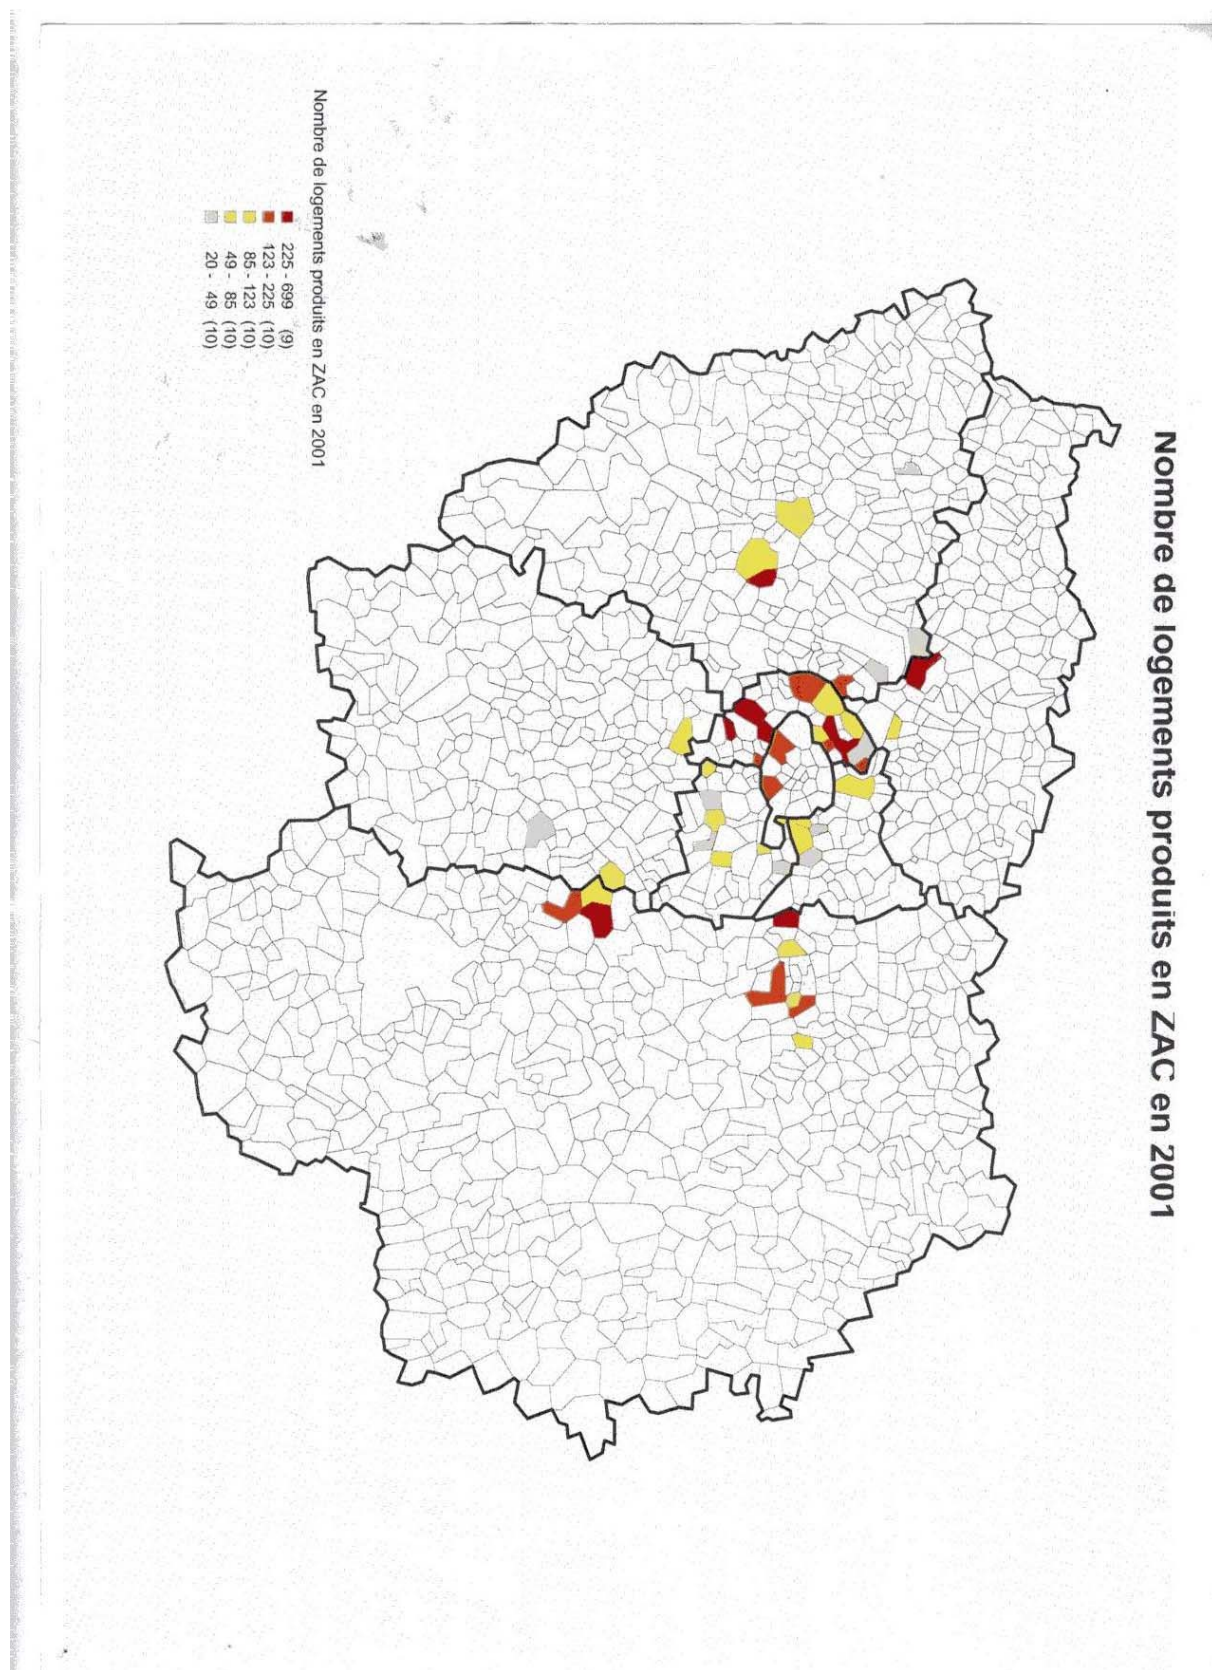 Nombre de logements produits en ZAC en 2001
Nombre de logements produits en ZAC en 2001
225 - 699 (9)
123 - 225 (10)
85 - 123 (10)
49 - 85 (10)
20 - 49 (10)